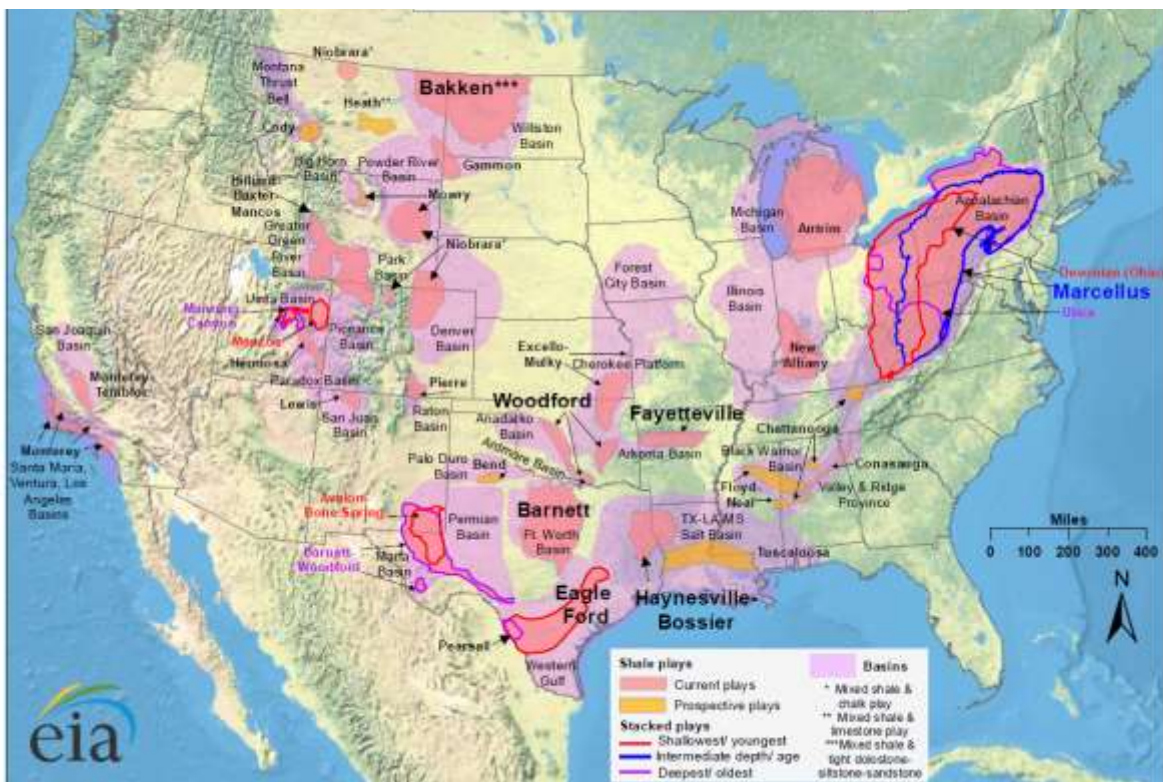 Niobrara*
Montana
Thrust
Belt
Bakken***
Heath**
Cody
Williston
Basin
Big Horn
Basin
Powder River
Basin
Gammon
Hilliard-
Baxter-
Mancos
Mowry
Greater
Green
River
Basin
Niobrara*
Park
Basin
Michigan
Basin
Antrim
Appalachian
Basin
Devonian (Ohio)
Marcellus
Utica
Forest
City Basin
Illinois
Basin
Uinta Basin
Manning
Canyon
Mancos
Piceance
Basin
Denver
Basin
San Joaquin
Basin
Hermosa
Excello-
Mulky
Cherokee Platform
New
Albany
Monterey-
Temblor
Paradox Basin
Lewis
San Juan
Basin
Pierre
Raton
Basin
Woodford
Anadarko
Basin
Fayetteville
Chattanooga
Monterey
Santa Maria,
Ventura, Los
Angeles
Basins
Palo Duro
Basin
Bend
Ardmore Basin
Arkoma Basin
Black Warrior
Basin
Conasauga
Floyd-
Neal
Valley & Ridge
Province
Avalon-
Bone Spring
Permian
Basin
Barnett
Ft. Worth
Basin
TX-LA-MS
Salt Basin
Tuscaloosa
Barnett-
Woodford
Marfa
Basin
Eagle
Ford
Haynesville-
Bossier
Pearsall
Western
Gulf
Miles
0 100 200 300 400
N
Shale plays
Current plays
Prospective plays
Stacked plays
Shallowest/ youngest
Intermediate depth/ age
Deepest/ oldest
Basins
* Mixed shale &
chalk play
** Mixed shale &
limestone play
***Mixed shale &
tight dolostone-
siltstone-sandstone
eia